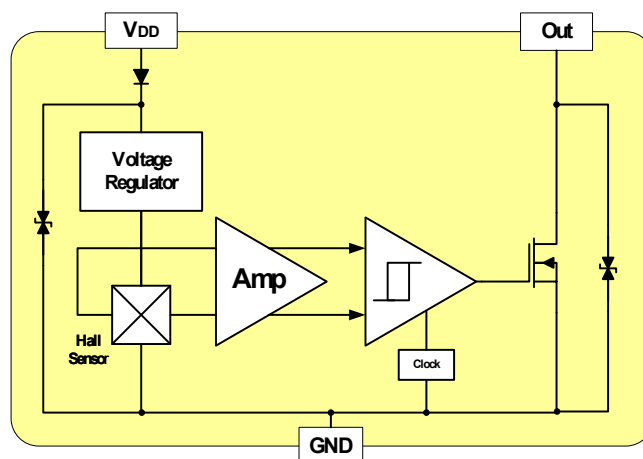 VDD
Out
Voltage
Regulator
Amp
Hall
Sensor
Clock
GND